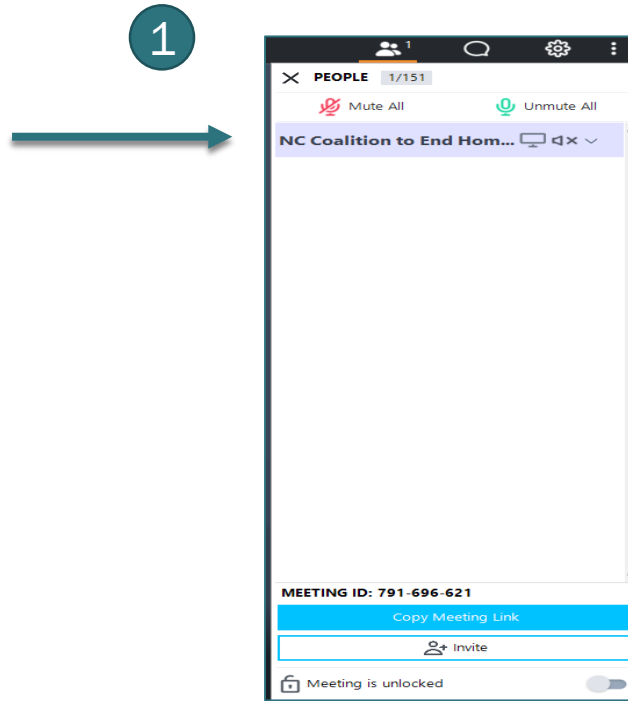 1
1
PEOPLE 1/151
Mute All Unmute All
NC Coalition to End Hom...
MEETING ID: 791-696-621
Copy Meeting Link
Invite
Meeting is unlocked